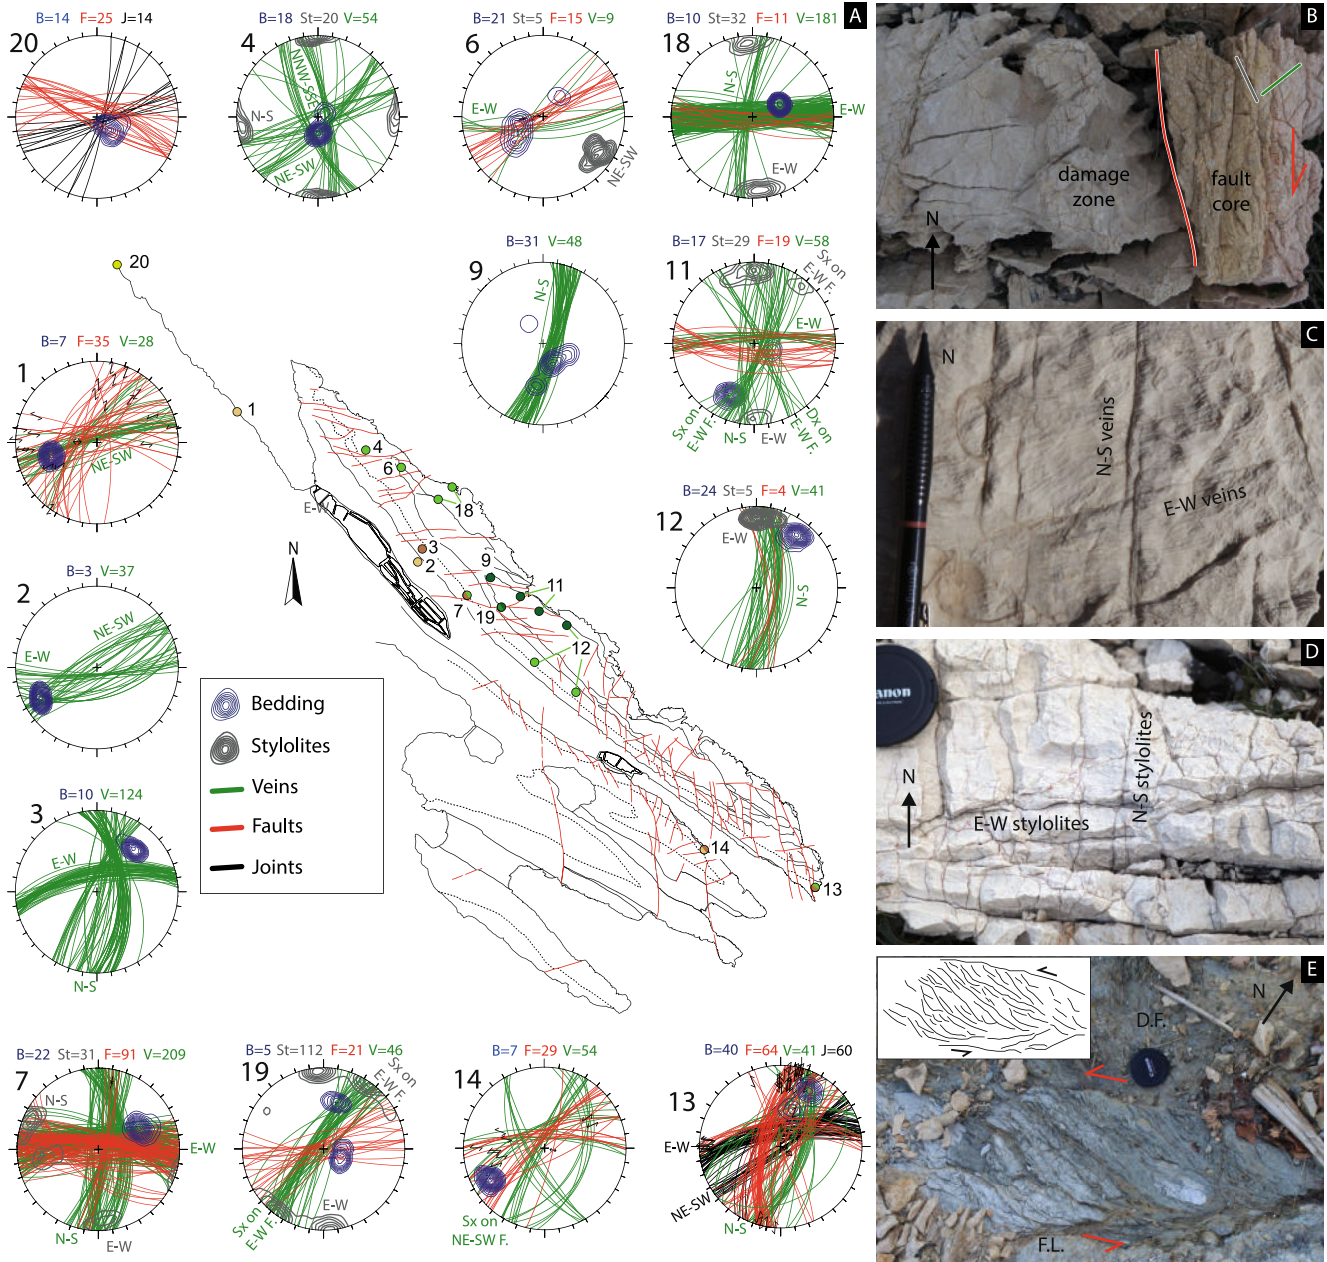 A
B=14 F=25 J=14
20
B=18 St=20 V=54
4
NNW-SSE
N-S
NE-SW
B=21 St=5 F=15 V=9
6
E-W
NE-SW
B=10 St=32 F=11 V=181
18
N-S
E-W
E-W
B=31 V=48
9
N-S
B=17 St=29 F=19 V=58
11
Sx on
E-W F.
E-W
Sx on
E-W F.
N-S
E-W
Dx on
E-W F.
20
B=7 F=35 V=28
1
NE-SW
1
4
6
18
E-W
3
2
9
11
7
19
12
14
13
N
B=24 St=5 F=4 V=41
12
E-W
N-S
B=3 V=37
2
NE-SW
E-W
Bedding
Stylolites
Veins
Faults
Joints
B=10 V=124
3
E-W
N-S
B=22 St=31 F=91 V=209
7
N-S
E-W
N-S
E-W
B=5 St=112 F=21 V=46
19
Sx on
E-W F.
E-W
Sx on
E-W F.
B=7 F=29 V=54
14
Sx on
NE-SW F.
B=40 F=64 V=41 J=60
13
E-W
NE-SW
N-S
B
damage
zone
fault
core
N
C
N
N-S veins
E-W veins
D
anon
N
N-S stylolites
E-W stylolites
E
N
D.F.
F.L.